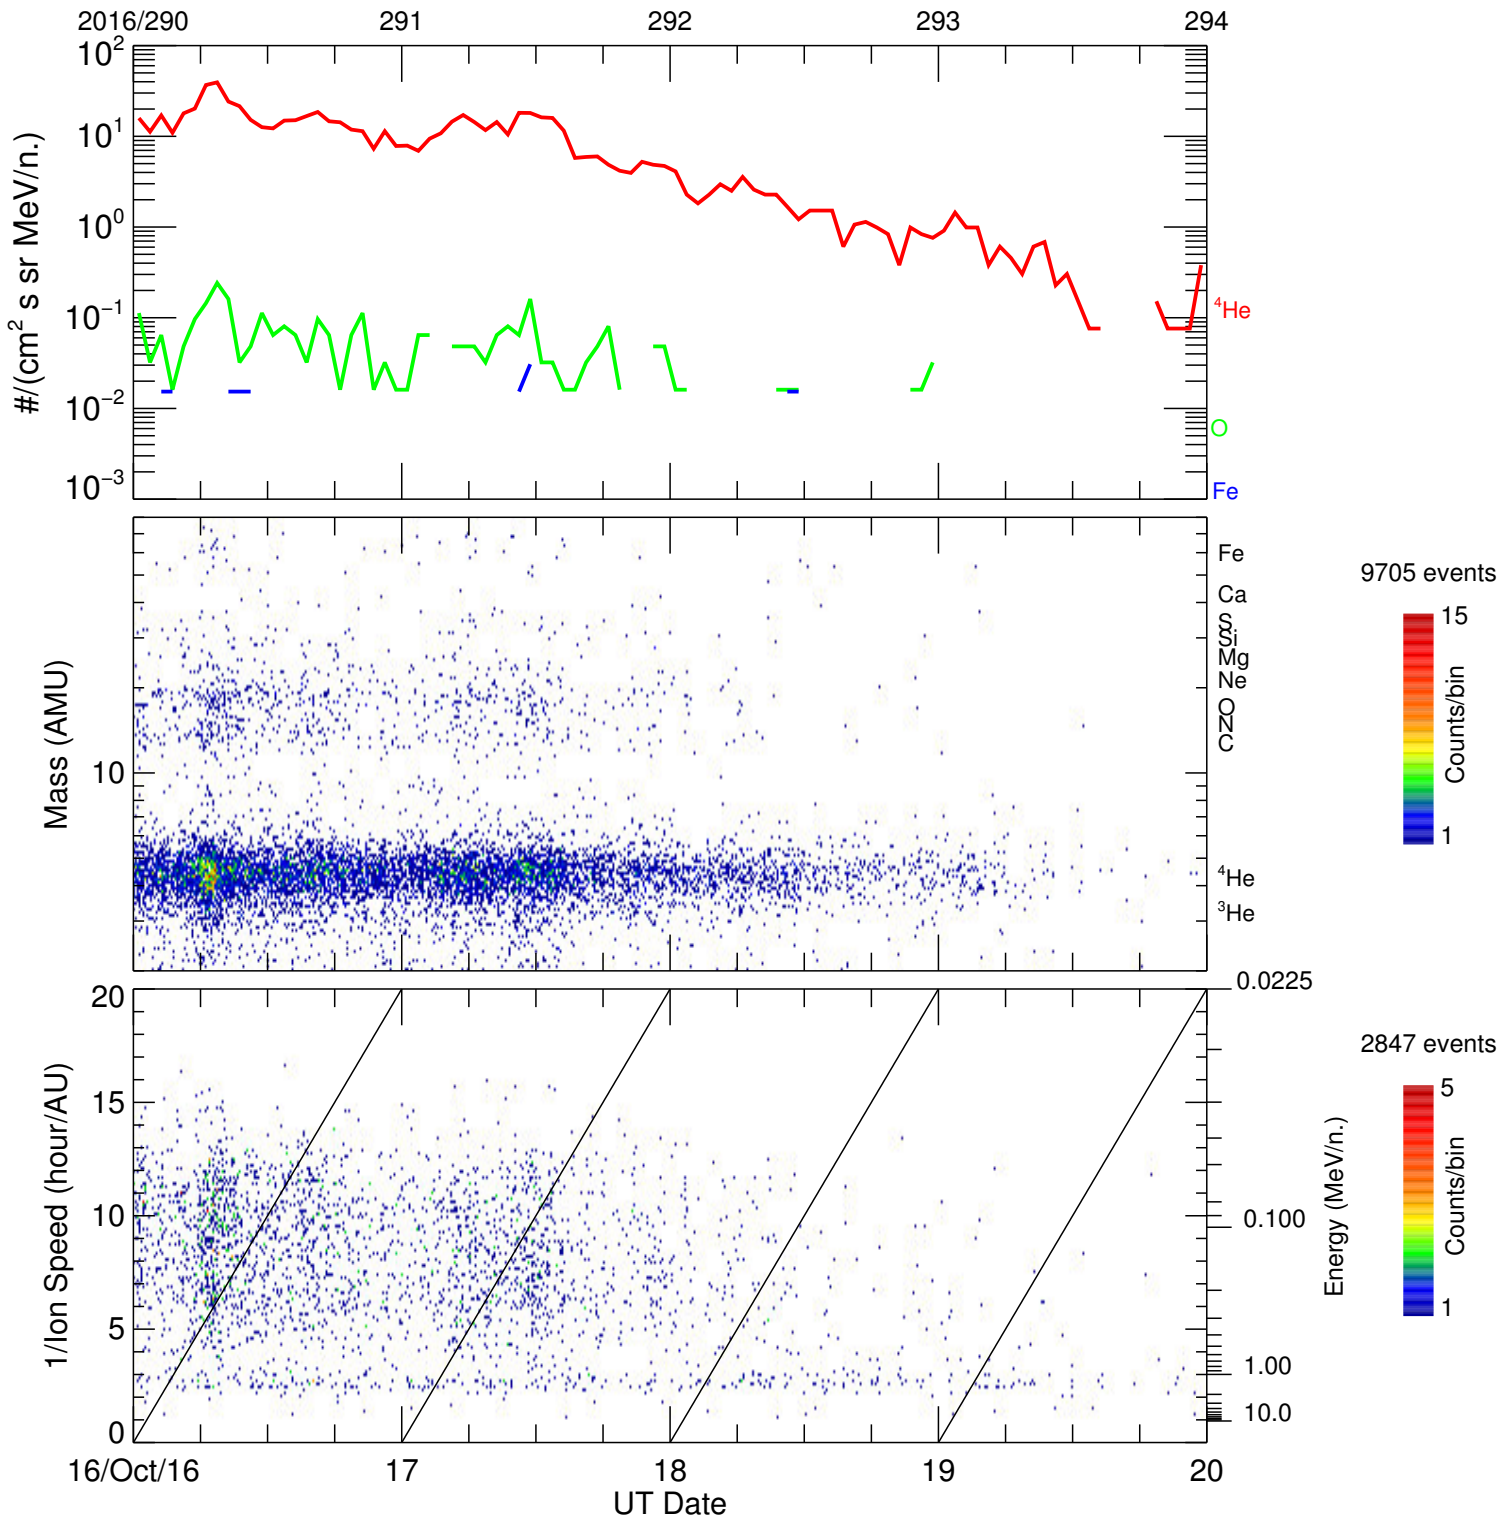 2016/290 291 292 293 294
10² 10¹ 10⁰ 10⁻¹ 10⁻² 10⁻³
#/(cm² s sr MeV/n.)
⁴He
O
Fe
Mass (AMU)
10
Fe
Ca
S
Si
Mg
Ne
O
N
C
⁴He
³He
9705 events
15
Counts/bin
1
1/Ion Speed (hour/AU)
20
15
10
5
0
0.0225
0.100
1.00
10.0
Energy (MeV/n.)
2847 events
5
Counts/bin
1
16/Oct/16 17 18 19 20
UT Date